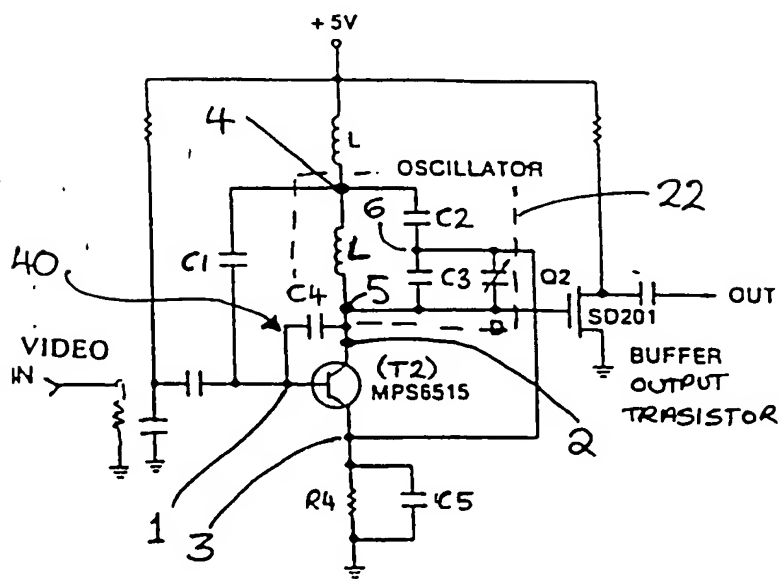 +5V
4
L
OSCILLATOR
22
6
C2
C1
L
C3
Q2
40
C4
5
OUT
SD201
VIDEO
IN
(T2)
MPS6515
BUFFER
OUTPUT
TRASISTOR
2
R4
C5
1
3